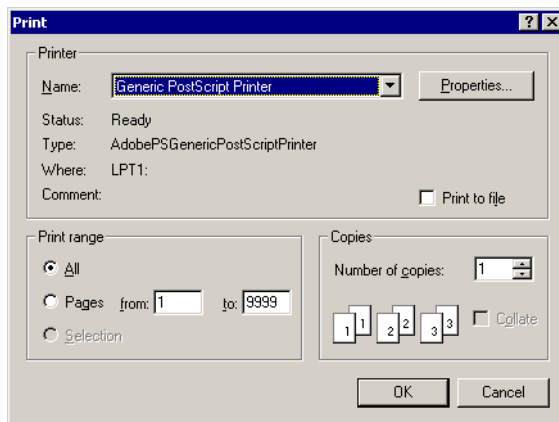 Print
Printer
Name: Generic PostScript Printer Properties...
Status: Ready
Type: AdobePSGenericPostScriptPrinter
Where: LPT1:
Comment: Print to file
Print range
All
Pages from: 1 to: 9999
Selection
Copies
Number of copies: 1
1 1 2 2 3 3 Collate
OK Cancel